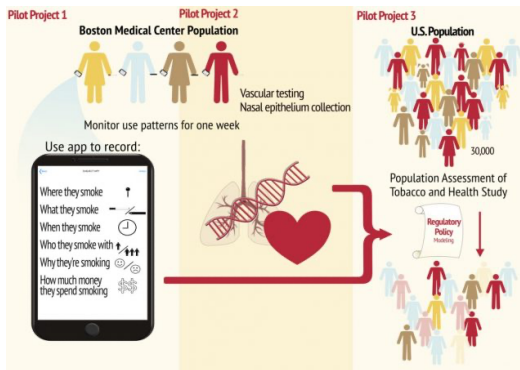 Pilot Project 1
Pilot Project 2
Pilot Project 3
Boston Medical Center Population
U.S. Population
Vascular testing
Nasal epithelium collection
Monitor use patterns for one week
Use app to record:
Where they smoke
What they smoke
When they smoke
Who they smoke with
Why they're smoking
How much money
they spend smoking
30,000
Population Assessment of
Tobacco and Health Study
Regulatory
Policy
Modeling